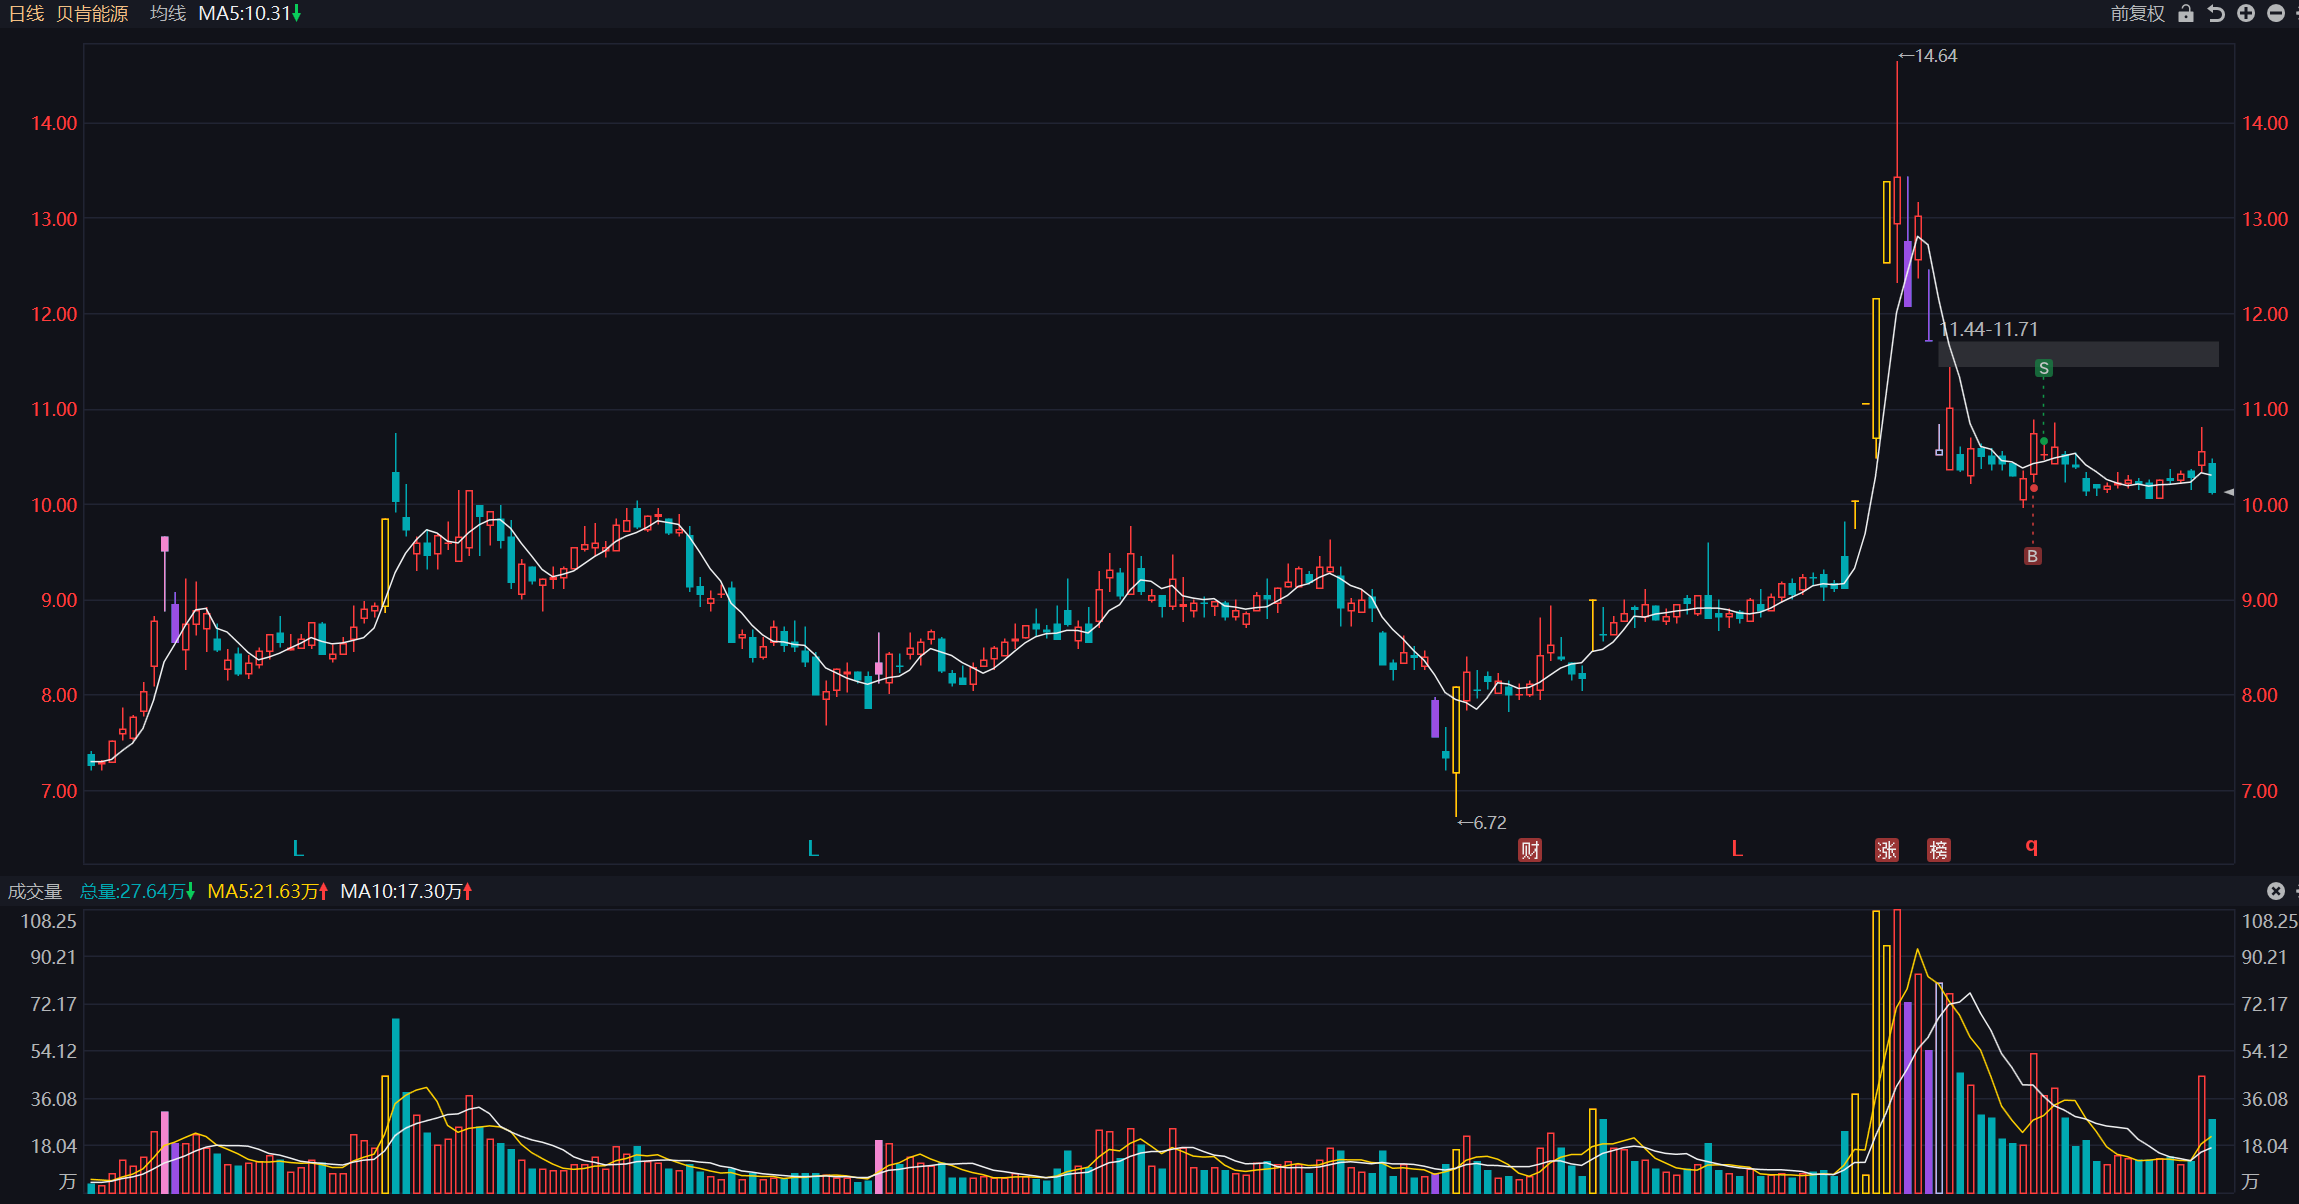 日线 贝肯能源 均线 MA5:10.31↓ 前复权
←14.64
14.00 14.00
13.00 13.00
12.00 12.00
11.44-11.71
S
11.00 11.00
10.00 10.00
B
9.00 9.00
8.00 8.00
7.00 7.00
←6.72
L L 财 L 涨 榜 q
成交量 总量:27.64万↓ MA5:21.63万↑ MA10:17.30万↑
108.25 108.25
90.21 90.21
72.17 72.17
54.12 54.12
36.08 36.08
18.04 18.04
万 万